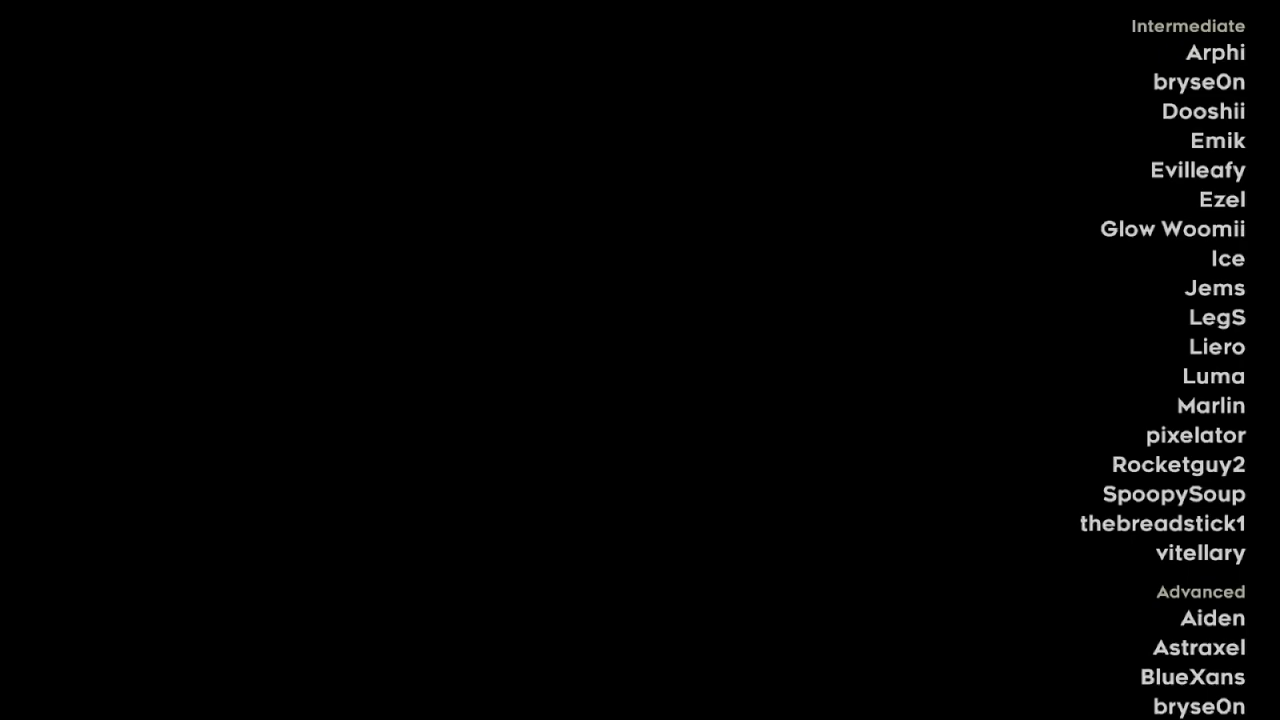 Intermediate
Arphi
bryse0n
Dooshii
Emik
Evilleafy
Ezel
Glow Woomii
Ice
Jems
LegS
Liero
Luma
Marlin
pixelator
Rocketguy2
SpoopySoup
thebreadstick1
vitellary
Advanced
Aiden
Astraxel
BlueXans
bryse0n